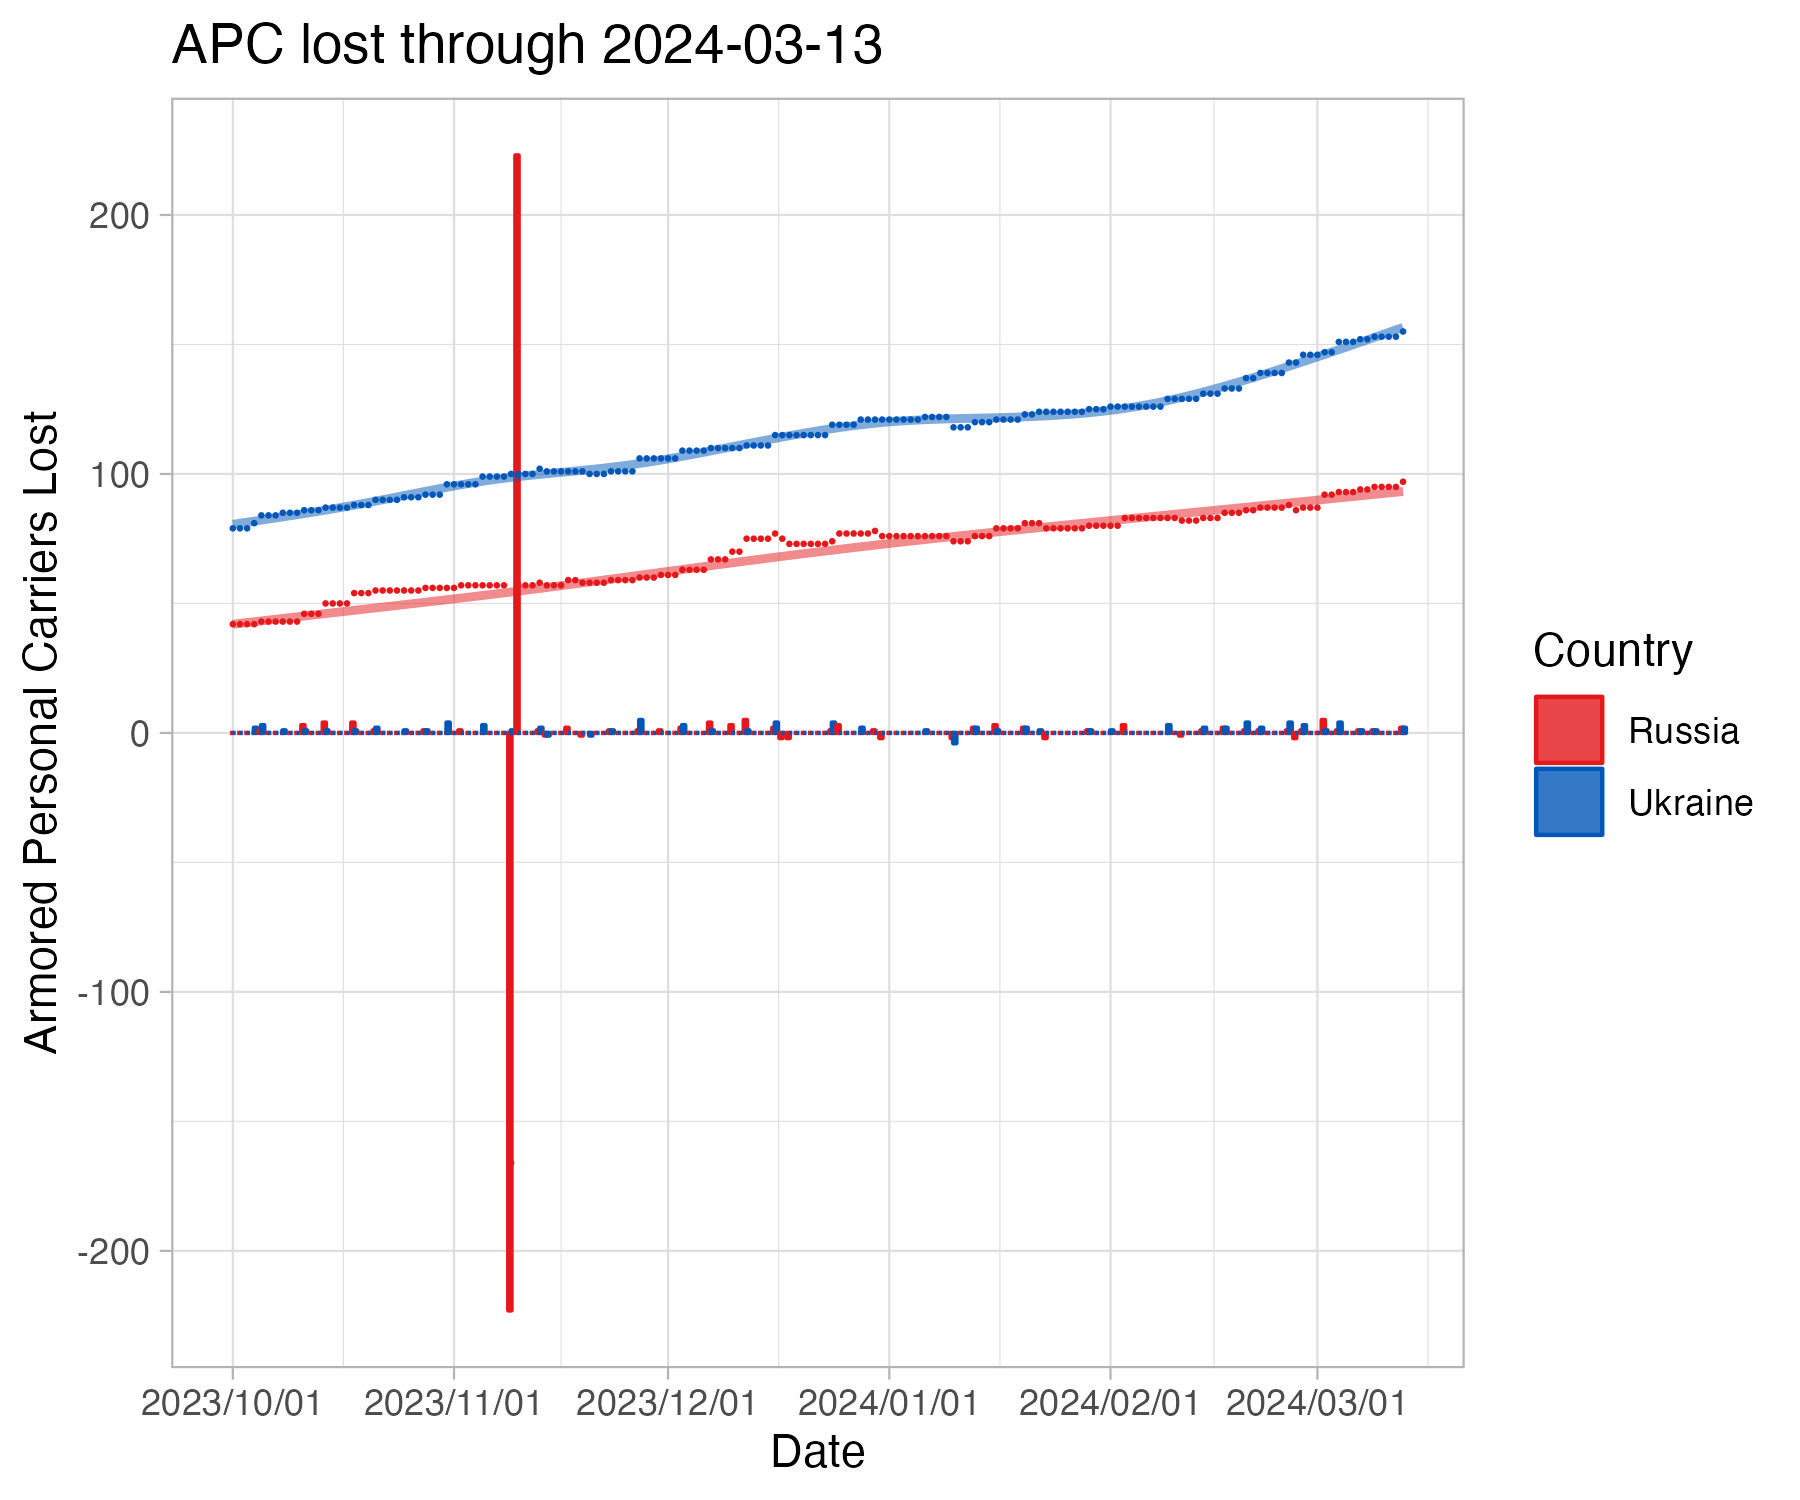 APC lost through 2024-03-13
Armored Personal Carriers Lost
200
100
0
-100
-200
2023/10/01 2023/11/01 2023/12/01 2024/01/01 2024/02/01 2024/03/01
Date
Country
Russia
Ukraine